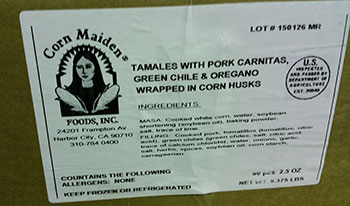 LOT # 150126 MR
Corn Maiden®
FOODS, INC.
24201 Frampton Av
Harbor City, CA 90710
310-784 0400
TAMALES WITH PORK CARNITAS,
GREEN CHILE & OREGANO
WRAPPED IN CORN HUSKS
U.S.
INSPECTED
AND PASSED BY
DEPARTMENT OF
AGRICULTURE
EST.
INGREDIENTS:
MASA: Cooked white corn, water, soybean
shortening (soybean oil), baking powder,
salt, trace of lime.
FILLING: Cooked pork, tomatillos (tomatillos, citric
acid), green chiles (green chiles, salt, citric acid,
trace of calcium chloride), water, onions, garlic,
salt, herbs, spices, soybean oil, corn starch,
carrageenan.
CONTAINS THE FOLLOWING
ALLERGENS: NONE
KEEP FROZEN OR REFRIGERATED
60 pcs 2.5 OZ
NET WT. 9.375 LBS